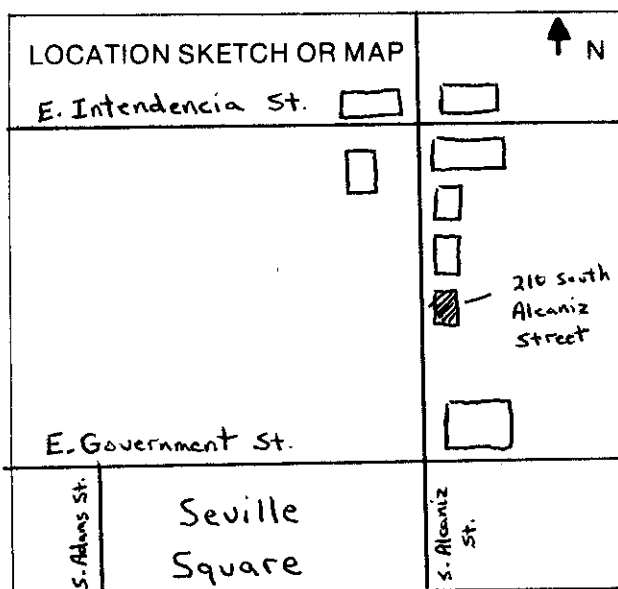 LOCATION SKETCH OR MAP
N
E. Intendencia St.
210 South
Alcaniz
Street
E. Government St.
S. Adams St.
Seville
Square
S. Alcaniz
St.